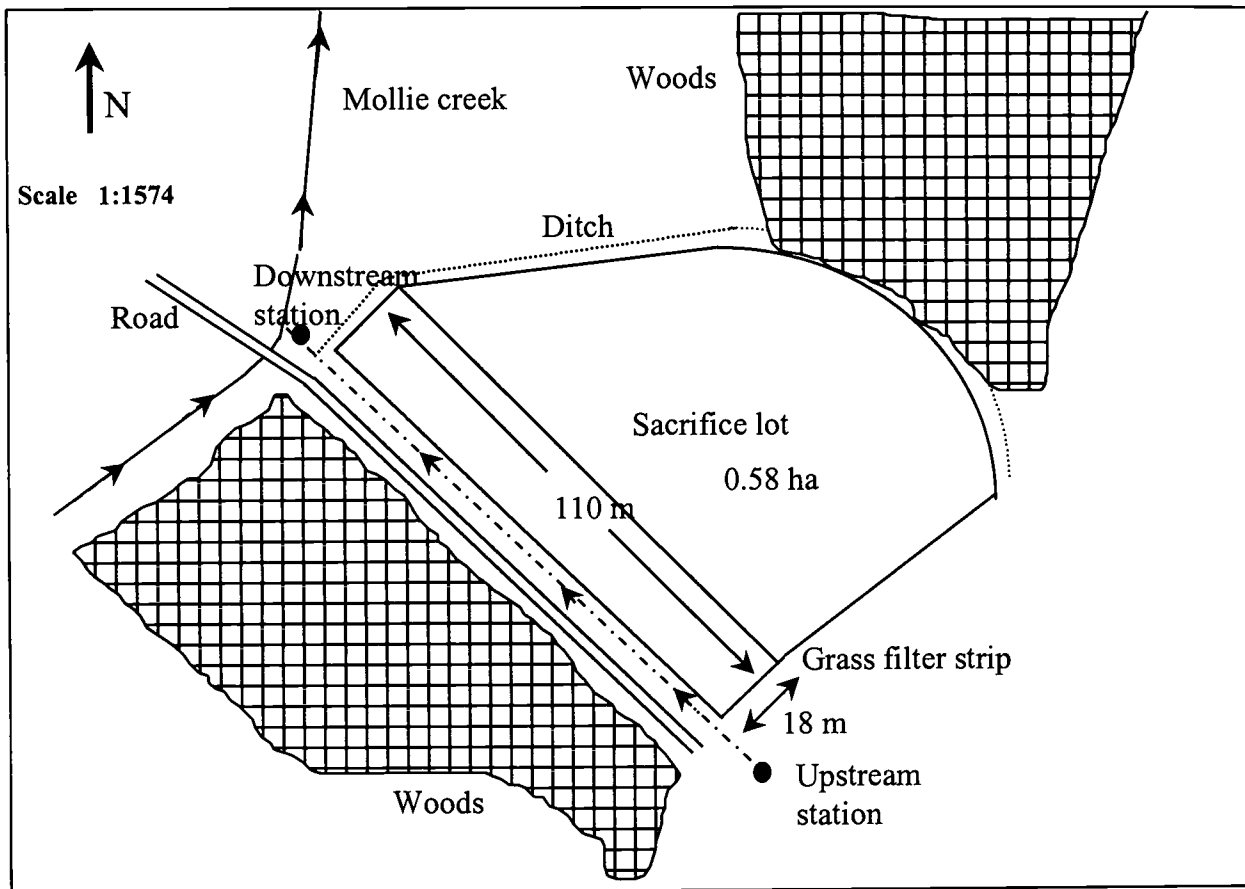 Woods
Mollie creek
N
Scale 1:1574
Ditch
Downstream
station
Road
Sacrifice lot
0.58 ha
110 m
Grass filter strip
18 m
Upstream
station
Woods